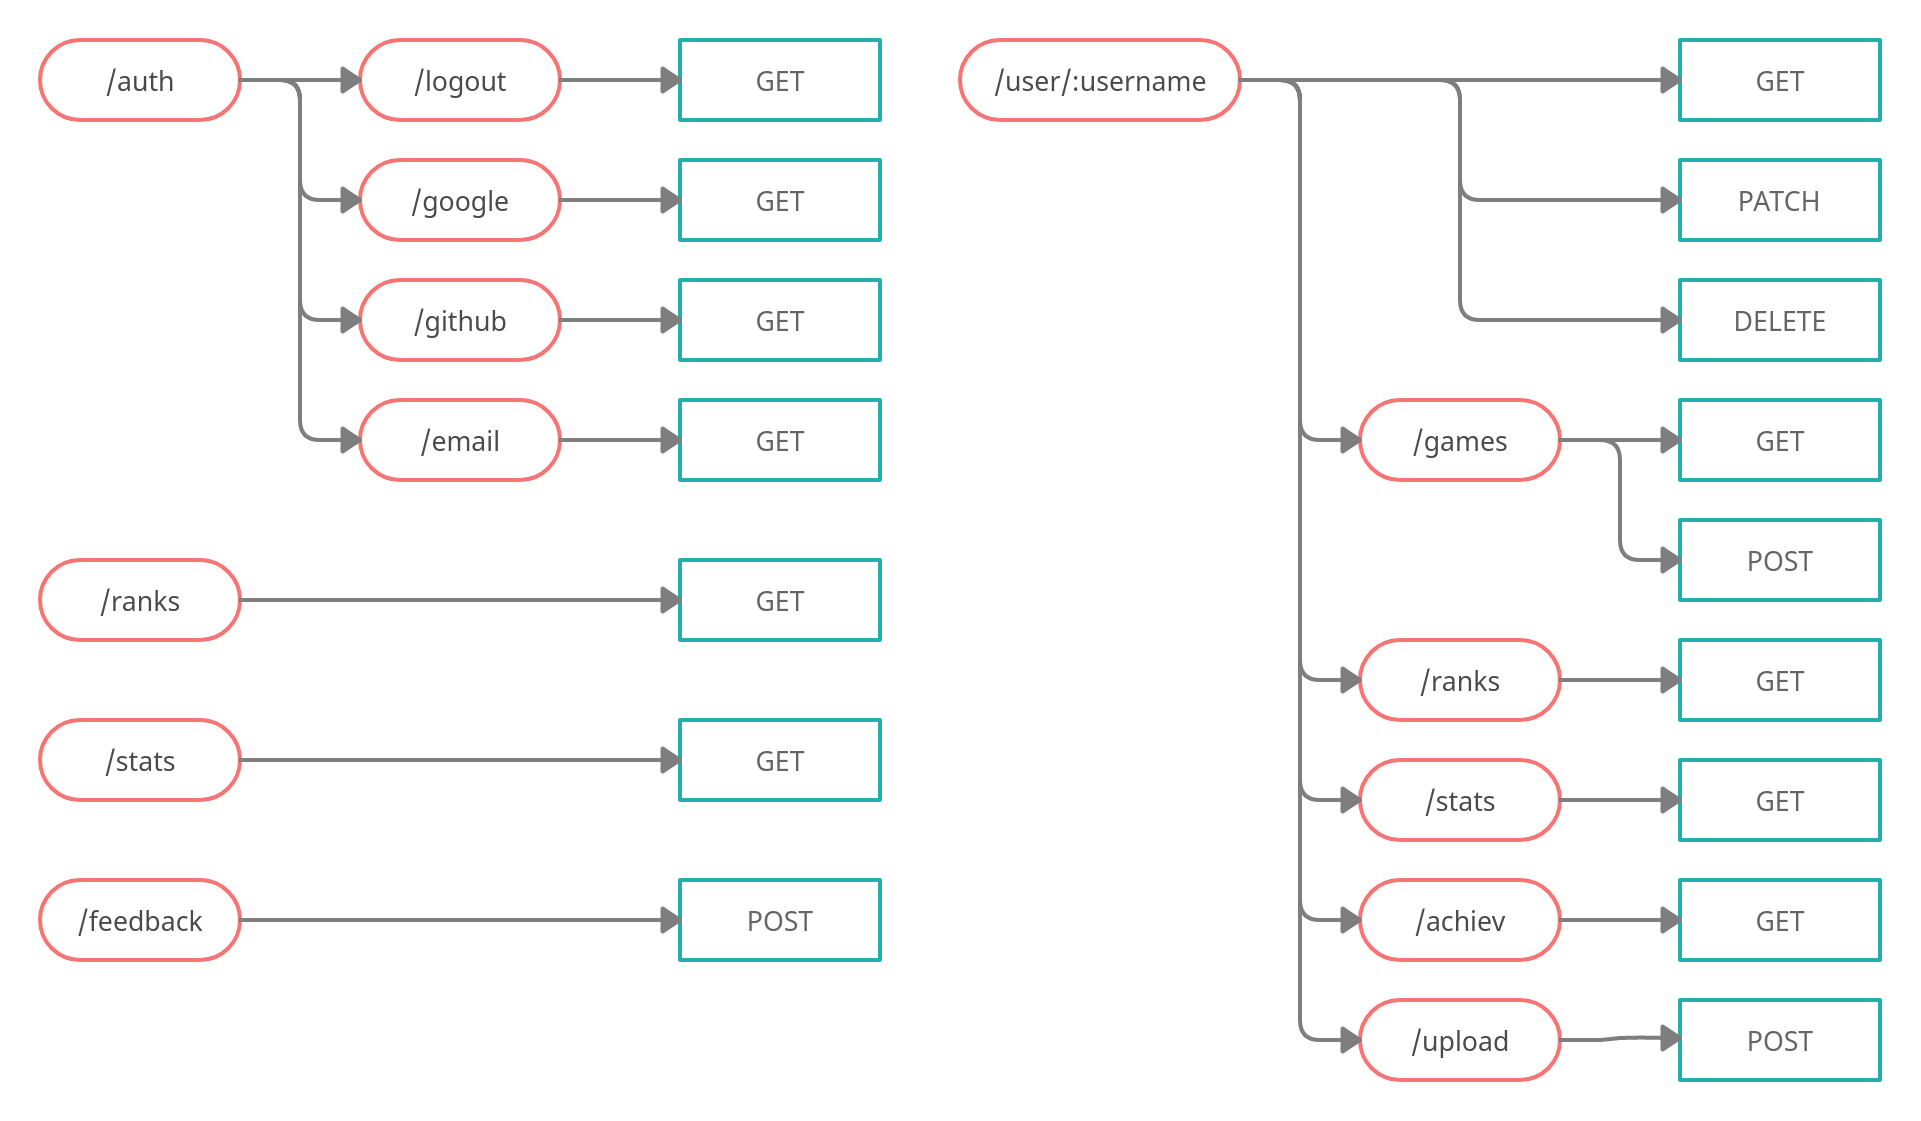 /auth
/logout
GET
/google
GET
/github
GET
/email
GET
/ranks
GET
/stats
GET
/feedback
POST
/user/:username
GET
PATCH
DELETE
/games
GET
POST
/ranks
GET
/stats
GET
/achiev
GET
/upload
POST